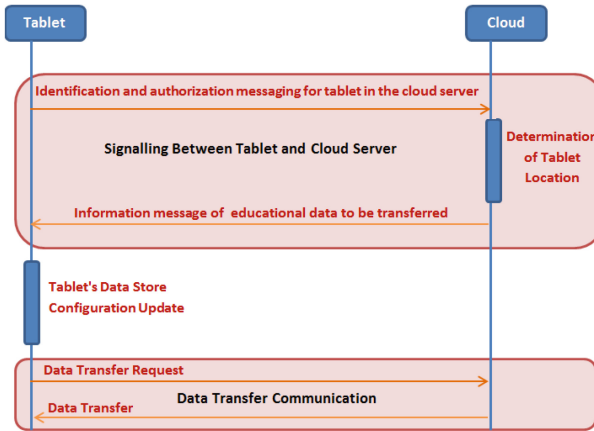 Tablet
Cloud
Identification and authorization messaging for tablet in the cloud server
Signalling Between Tablet and Cloud Server
Determination
of Tablet
Location
Information message of educational data to be transferred
Tablet's Data Store
Configuration Update
Data Transfer Request
Data Transfer Communication
Data Transfer